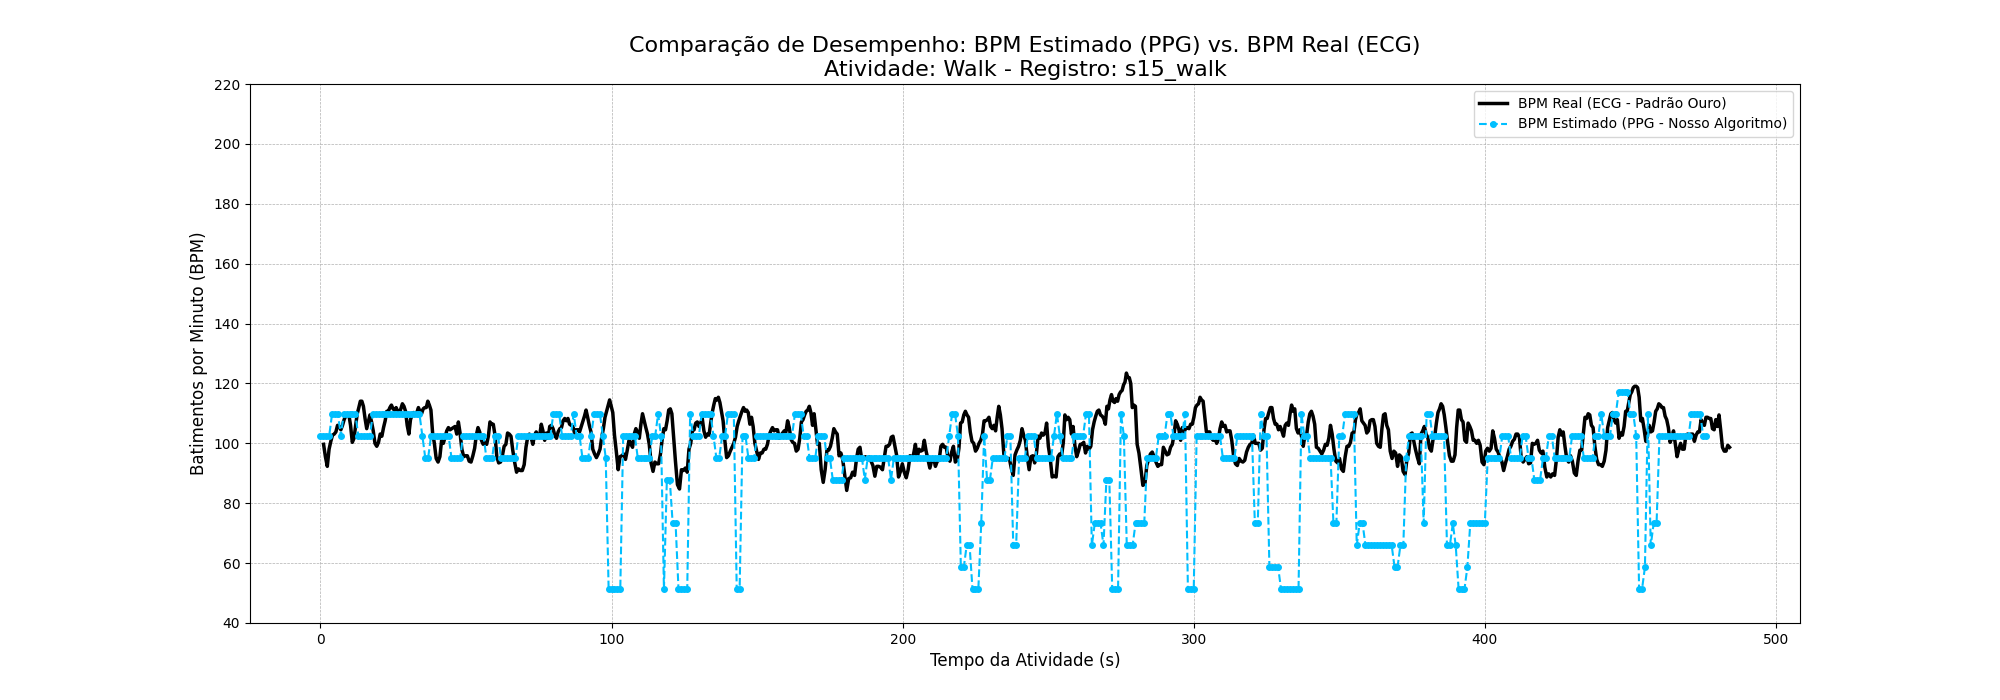 Comparação de Desempenho: BPM Estimado (PPG) vs. BPM Real (ECG)
Atividade: Walk - Registro: s15_walk
BPM Real (ECG - Padrão Ouro)
BPM Estimado (PPG - Nosso Algoritmo)
Batimentos por Minuto (BPM)
220
200
180
160
140
120
100
80
60
40
0
100
200
300
400
500
Tempo da Atividade (s)